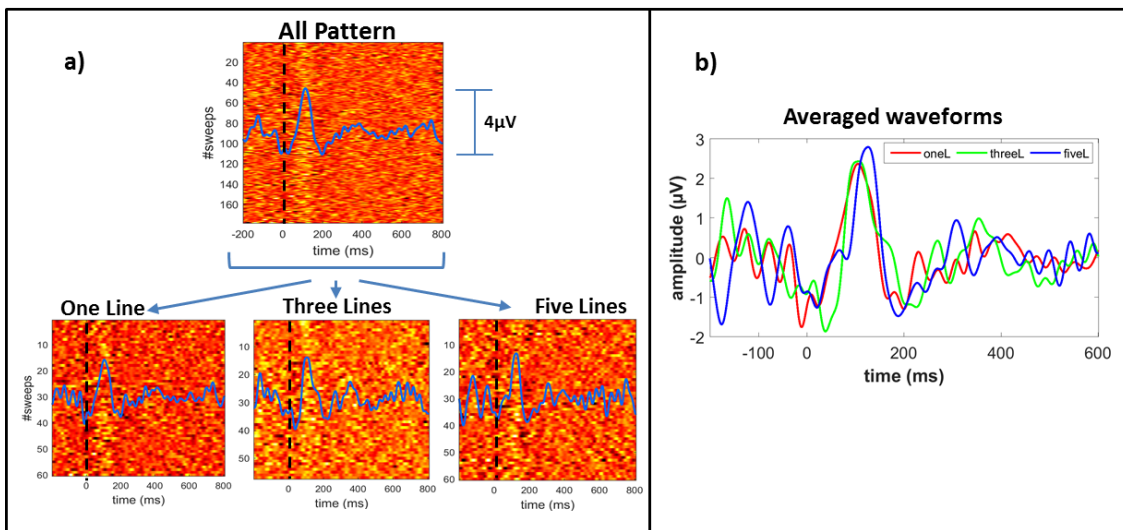 a)
All Pattern
#sweeps
20
40
60
80
100
120
140
160
-200 0 200 400 600 800
time (ms)
4µV
One Line
#sweeps
10
20
30
40
50
60
0 200 400 600 800
time (ms)
Three Lines
10
20
30
40
50
0 200 400 600 800
time (ms)
Five Lines
10
20
30
40
50
60
0 200 400 600 800
time (ms)
b)
Averaged waveforms
oneL threeL fiveL
amplitude (µV)
3
2
1
0
-1
-2
-100 0 200 400 600
time (ms)